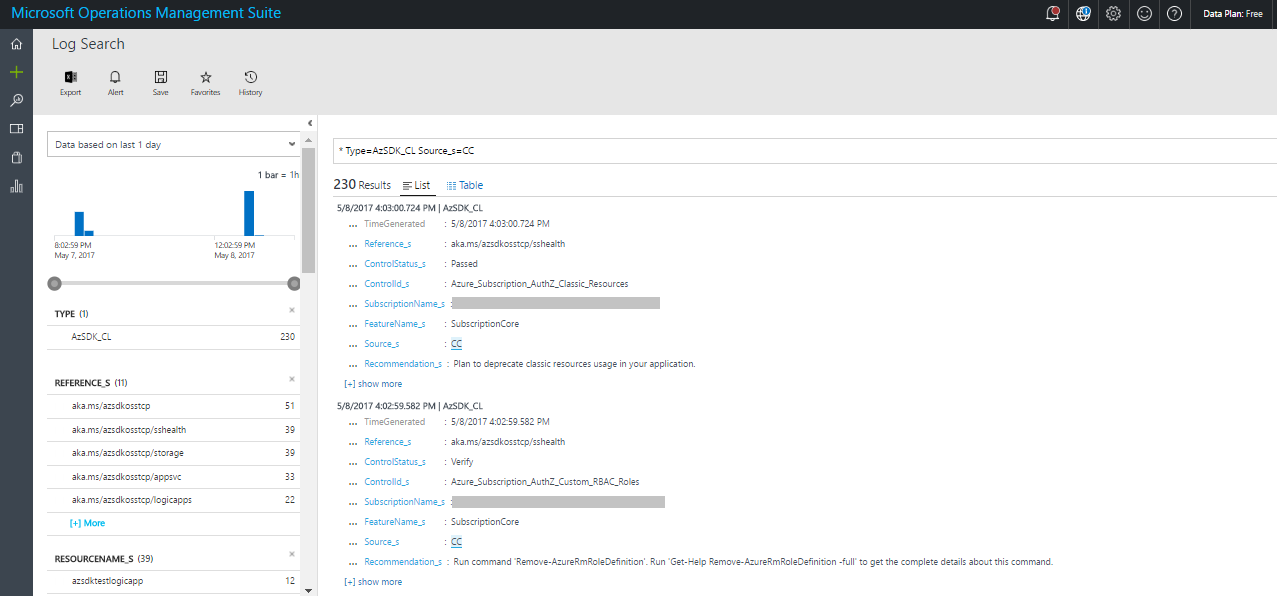 Microsoft Operations Management Suite
Data Plan: Free
Log Search
Export
Alert
Save
Favorites
History
Data based on last 1 day
1 bar = 1h
8:02:59 PM
May 7, 2017
12:02:59 PM
May 8, 2017
TYPE (1)
AzSDK_CL 230
REFERENCE_S (11)
aka.ms/azsdkosstcp 51
aka.ms/azsdkosstcp/sshealth 39
aka.ms/azsdkosstcp/storage 39
aka.ms/azsdkosstcp/appsvc 33
aka.ms/azsdkosstcp/logicapps 22
[+] More
RESOURCENAME_S (39)
azsdktestlogicapp 12
* Type=AzSDK_CL Source_s=CC
230 Results List Table
5/8/2017 4:03:00.724 PM | AzSDK_CL
... TimeGenerated : 5/8/2017 4:03:00.724 PM
... Reference_s : aka.ms/azsdkosstcp/sshealth
... ControlStatus_s : Passed
... ControlId_s : Azure_Subscription_AuthZ_Classic_Resources
... SubscriptionName_s :
... FeatureName_s : SubscriptionCore
... Source_s : CC
... Recommendation_s : Plan to deprecate classic resources usage in your application.
[+] show more
5/8/2017 4:02:59.582 PM | AzSDK_CL
... TimeGenerated : 5/8/2017 4:02:59.582 PM
... Reference_s : aka.ms/azsdkosstcp/sshealth
... ControlStatus_s : Verify
... ControlId_s : Azure_Subscription_AuthZ_Custom_RBAC_Roles
... SubscriptionName_s :
... FeatureName_s : SubscriptionCore
... Source_s : CC
... Recommendation_s : Run command 'Remove-AzureRmRoleDefinition'. Run 'Get-Help Remove-AzureRmRoleDefinition -full' to get the complete details about this command.
[+] show more